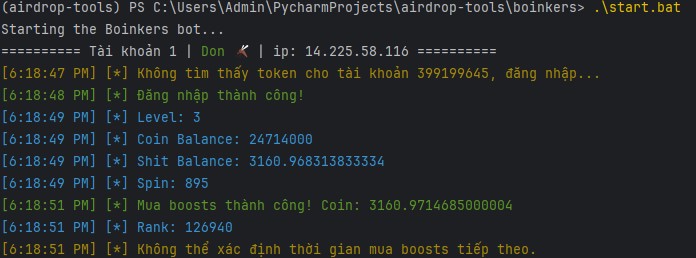 (airdrop-tools) PS C:\Users\Admin\PycharmProjects\airdrop-tools\boinkers> .\start.bat
Starting the Boinkers bot...
========== Tài khoản 1 | Don | ip: 14.225.58.116 ==========
[6:18:47 PM] [*] Không tìm thấy token cho tài khoản 399199645, đăng nhập...
[6:18:48 PM] [*] Đăng nhập thành công!
[6:18:49 PM] [*] Level: 3
[6:18:49 PM] [*] Coin Balance: 24714000
[6:18:49 PM] [*] Shit Balance: 3160.968313833334
[6:18:49 PM] [*] Spin: 895
[6:18:51 PM] [*] Mua boosts thành công! Coin: 3160.9714685000004
[6:18:51 PM] [*] Rank: 126940
[6:18:51 PM] [*] Không thể xác định thời gian mua boosts tiếp theo.